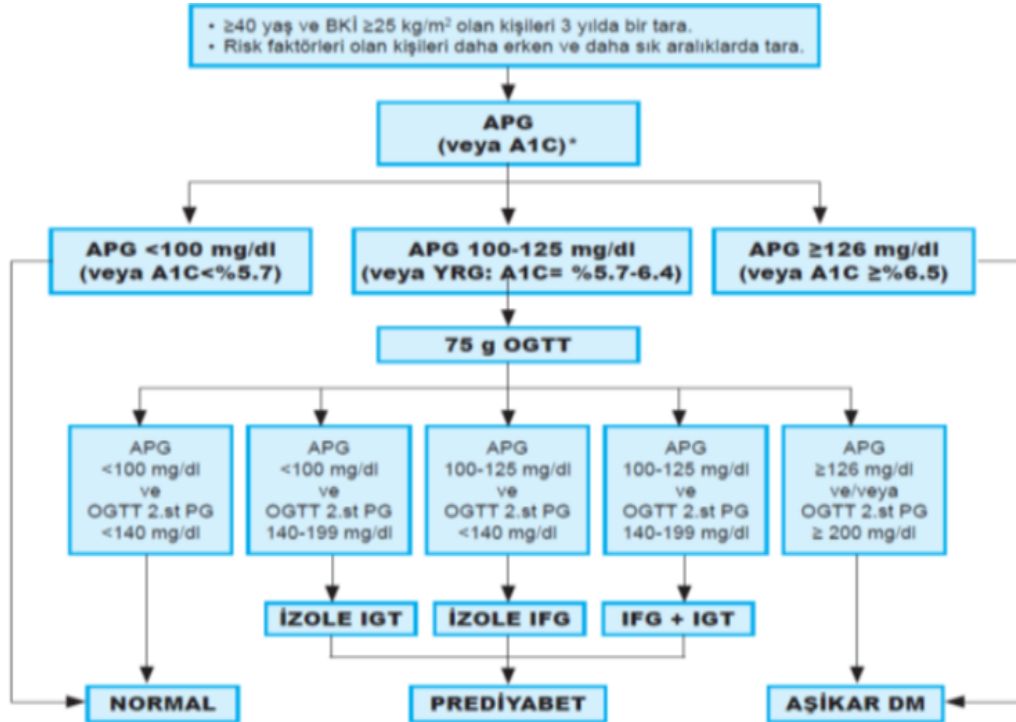 • ≥40 yaş ve BKİ ≥25 kg/m² olan kişileri 3 yılda bir tara.
• Risk faktörleri olan kişileri daha erken ve daha sık aralıklarda tara.
APG
(veya A1C)*
APG <100 mg/dl
(veya A1C<%5.7)
APG 100-125 mg/dl
(veya YRG: A1C= %5.7-6.4)
APG ≥126 mg/dl
(veya A1C ≥%6.5)
75 g OGTT
APG
<100 mg/dl
ve
OGTT 2.st PG
<140 mg/dl
APG
<100 mg/dl
ve
OGTT 2.st PG
140-199 mg/dl
APG
100-125 mg/dl
ve
OGTT 2.st PG
<140 mg/dl
APG
100-125 mg/dl
ve
OGTT 2.st PG
140-199 mg/dl
APG
≥126 mg/dl
ve/veya
OGTT 2.st PG
≥ 200 mg/dl
İZOLE IGT
İZOLE IFG
IFG + IGT
NORMAL
PREDİYABET
AŞİKAR DM